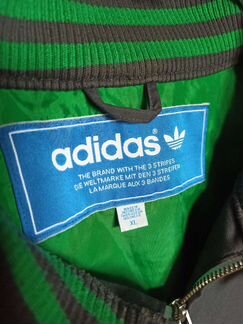 adidas®
THE BRAND WITH THE 3 STRIPES
DIE WELTMARKE MIT DEN 3 STREIFEN
LA MARQUE AUX 3 BANDES
XL